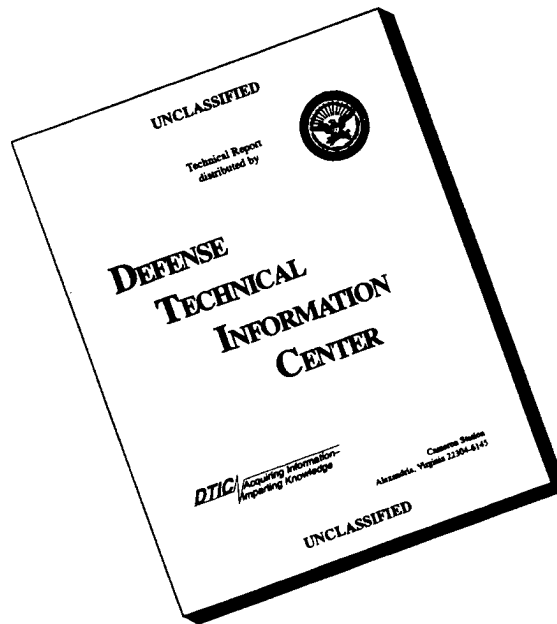 UNCLASSIFIED
Technical Report
distributed by
DEFENSE
TECHNICAL
INFORMATION
CENTER
DTIC
Acquiring Information-
Imparting Knowledge
Cameron Station
Alexandria, Virginia 22304-6145
UNCLASSIFIED